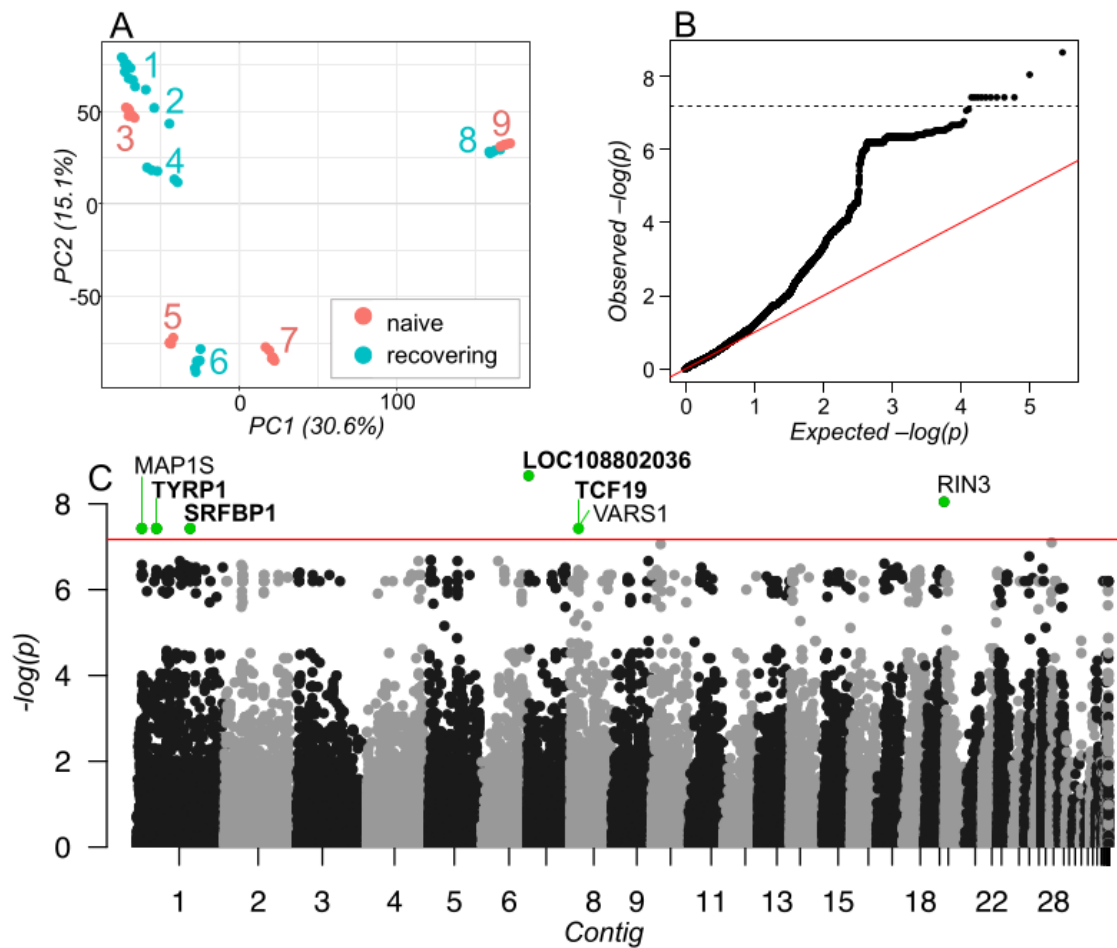 A
1
2
3
4
5
6
7
8
9
50
0
-50
PC2 (15.1%)
naive
recovering
0
100
PC1 (30.6%)
B
8
6
4
2
0
Observed –log(p)
0
1
2
3
4
5
Expected –log(p)
C
MAP1S
TYRP1
SRFBP1
LOC108802036
TCF19
VARS1
RIN3
8
6
4
2
0
-log(p)
1
2
3
4
5
6
8
9
11
13
15
18
22
28
Contig